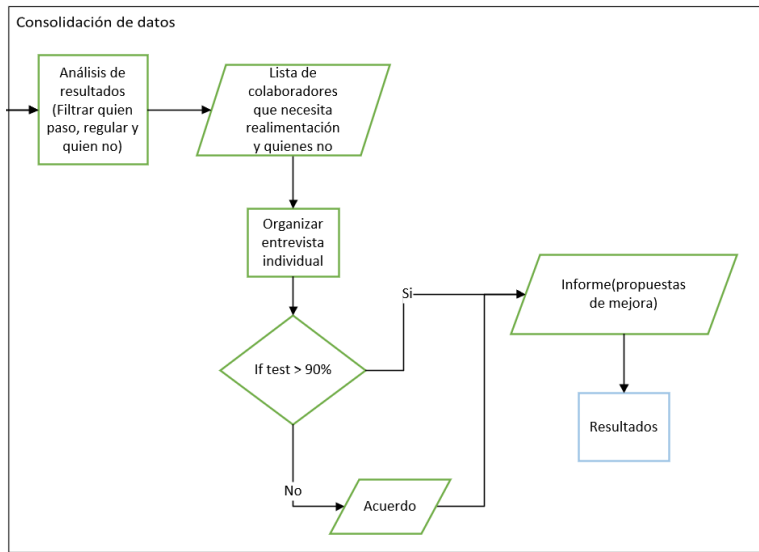 Consolidación de datos
Análisis de
resultados
(Filtrar quien
paso, regular y
quien no)
Lista de
colaboradores
que necesita
realimentación
y quienes no
Organizar
entrevista
individual
If test > 90%
Si
No
Acuerdo
Informe(propuestas
de mejora)
Resultados